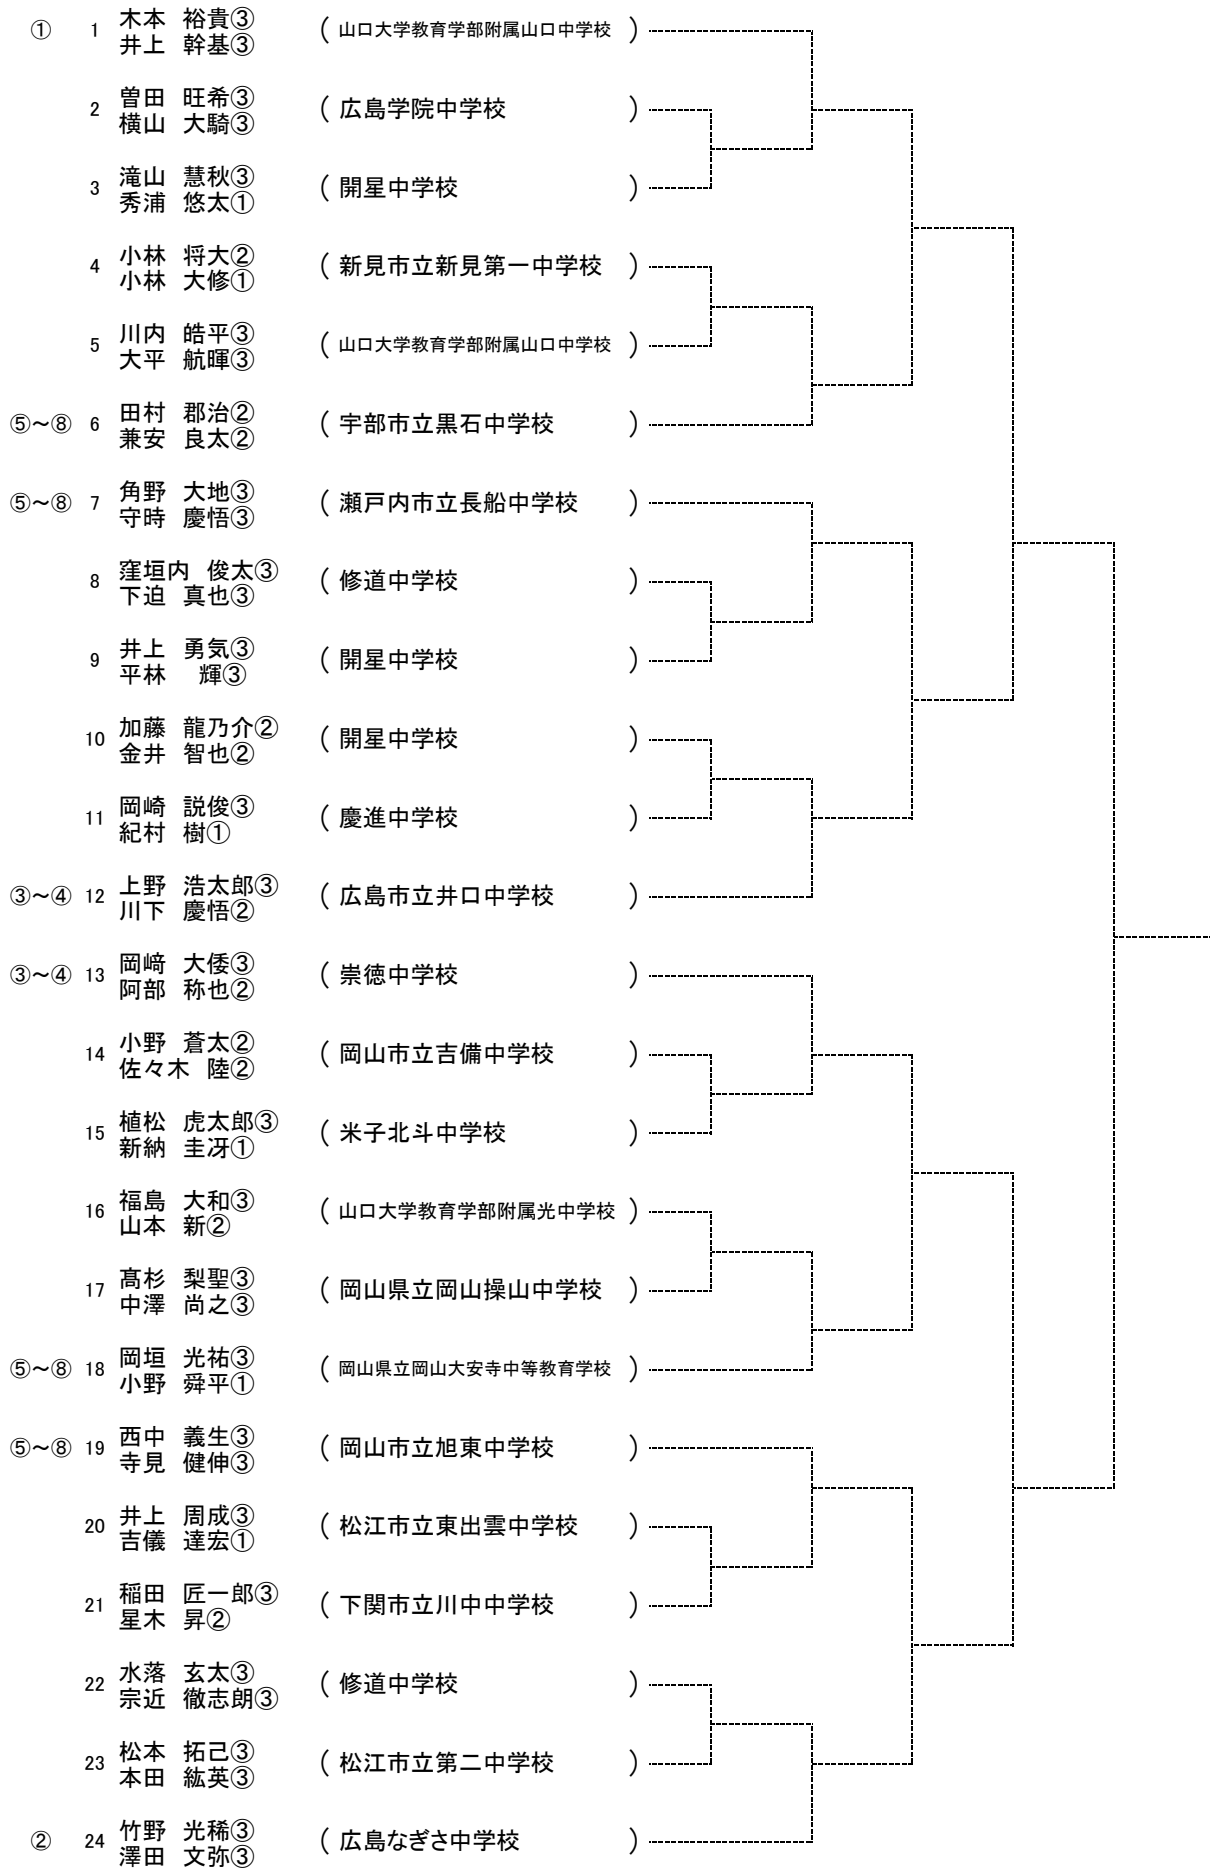 木本 裕貴③
① 1 (山口大学教育学部附属山口中学校)
井上 幹基③
曽田 旺希③
2 (広島学院中学校)
横山 大騎③
滝山 慧秋③
3 (開星中学校)
秀浦 悠太①
小林 将大②
4 (新見市立新見第一中学校)
小林 大修①
川内 皓平③
5 (山口大学教育学部附属山口中学校)
大平 航暉③
田村 郡治②
⑤～⑧ 6 (宇部市立黒石中学校)
兼安 良太②
角野 大地③
⑤～⑧ 7 (瀬戸内市立長船中学校)
守時 慶悟③
窪垣内 俊太③
8 (修道中学校)
下迫 真也③
井上 勇気③
9 (開星中学校)
平林 輝③
加藤 龍乃介②
10 (開星中学校)
金井 智也②
岡崎 説俊③
11 (慶進中学校)
紀村 樹①
上野 浩太郎③
③～④ 12 (広島市立井口中学校)
川下 慶悟②
岡﨑 大倭③
③～④ 13 (崇徳中学校)
阿部 称也②
小野 蒼太②
14 (岡山市立吉備中学校)
佐々木 陸②
植松 虎太郎③
15 (米子北斗中学校)
新納 圭冴①
福島 大和③
16 (山口大学教育学部附属光中学校)
山本 新②
髙杉 梨聖③
17 (岡山県立岡山操山中学校)
中澤 尚之③
岡垣 光祐③
⑤～⑧ 18 (岡山県立岡山大安寺中等教育学校)
小野 舜平①
西中 義生③
⑤～⑧ 19 (岡山市立旭東中学校)
寺見 健伸③
井上 周成③
20 (松江市立東出雲中学校)
吉儀 達宏①
稲田 匠一郎③
21 (下関市立川中中学校)
星木 昇②
水落 玄太③
22 (修道中学校)
宗近 徹志朗③
松本 拓己③
23 (松江市立第二中学校)
本田 紘英③
竹野 光稀③
② 24 (広島なぎさ中学校)
澤田 文弥③